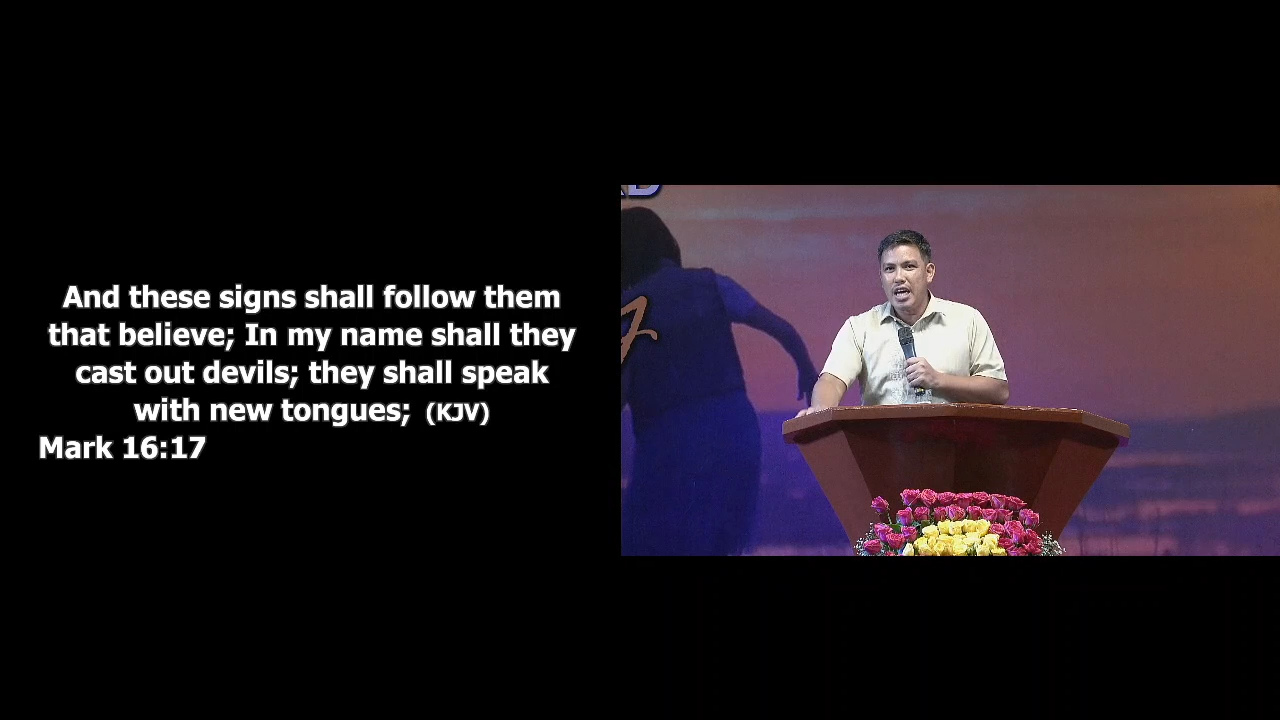 And these signs shall follow them
that believe; In my name shall they
cast out devils; they shall speak
with new tongues; (KJV)
Mark 16:17